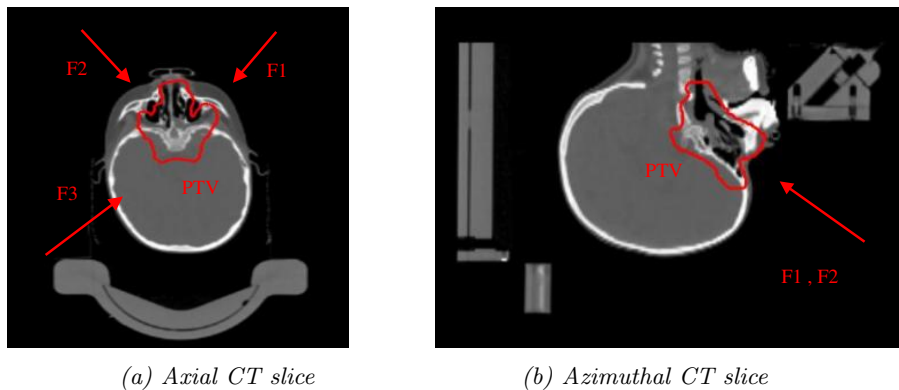 F2
F1
F3
PTV
PTV
F1 , F2
(a) Axial CT slice
(b) Azimuthal CT slice